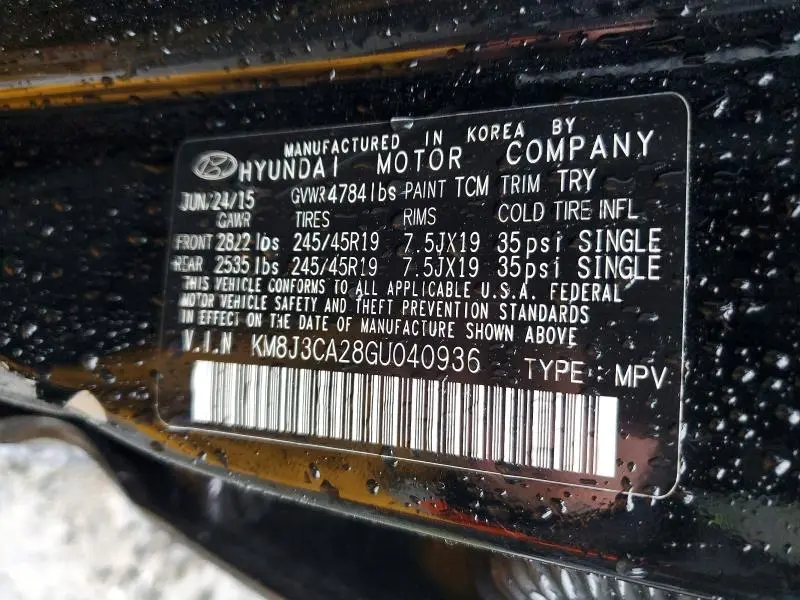 MANUFACTURED IN KOREA BY
HYUNDAI MOTOR COMPANY
JUN/24/15 GVWR 4784lbs PAINT TCM TRIM TRY
GAWR TIRES RIMS COLD TIRE INFL
FRONT 2822 lbs 245/45R19 7.5JX19 35psi SINGLE
REAR 2535 lbs 245/45R19 7.5JX19 35psi SINGLE
THIS VEHICLE CONFORMS TO ALL APPLICABLE U.S.A. FEDERAL
MOTOR VEHICLE SAFETY AND THEFT PREVENTION STANDARDS
IN EFFECT ON THE DATE OF MANUFACTURE SHOWN ABOVE
V.I.N KM8J3CA28GU040936 TYPE : MPV